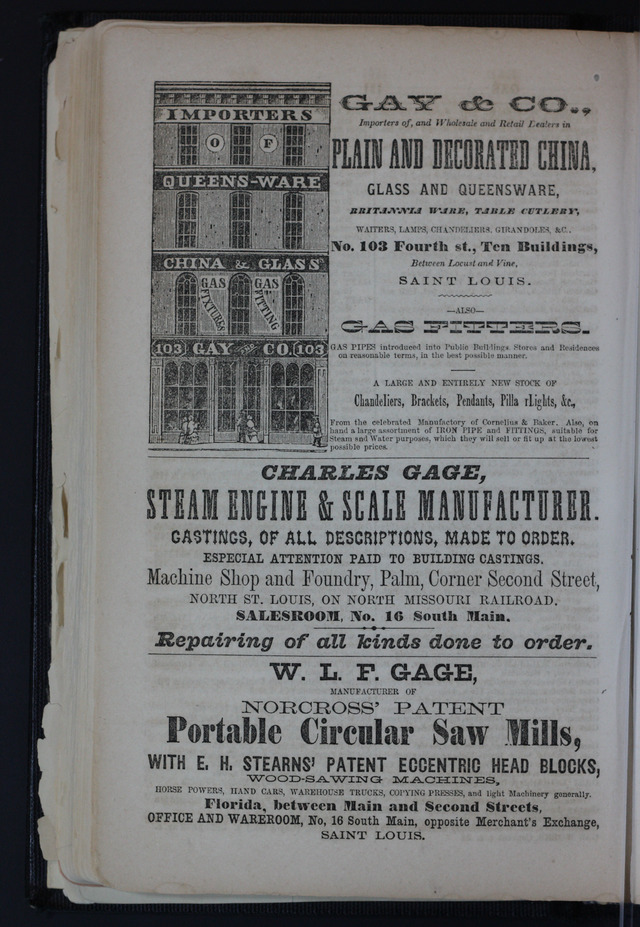 IMPORTERS
O F
QUEENS-WARE
CHINA & GLASS
GAS FIXTURES
GAS FITTING
103 GAY AND CO. 103
GAY & CO.,
Importers of, and Wholesale and Retail Dealers in
PLAIN AND DECORATED CHINA,
GLASS AND QUEENSWARE,
BRITANNIA WARE, TABLE CUTLERY,
WAITERS, LAMPS, CHANDELIERS, GIRANDOLES, &C.,
No. 103 Fourth st., Ten Buildings,
Between Locust and Vine,
SAINT LOUIS.
—ALSO—
GAS FITTERS.
GAS PIPES introduced into Public Buildings, Stores and Residences
on reasonable terms, in the best possible manner.
A LARGE AND ENTIRELY NEW STOCK OF
Chandeliers, Brackets, Pendants, Pilla rLights, &c.,
From the celebrated Manufactory of Cornelius & Baker. Also, on
hand a large assortment of IRON PIPE and FITTINGS, suitable for
Steam and Water purposes, which they will sell or fit up at the lowest
possible prices.
CHARLES GAGE,
STEAM ENGINE & SCALE MANUFACTURER.
CASTINGS, OF ALL DESCRIPTIONS, MADE TO ORDER.
ESPECIAL ATTENTION PAID TO BUILDING CASTINGS.
Machine Shop and Foundry, Palm, Corner Second Street,
NORTH ST. LOUIS, ON NORTH MISSOURI RAILROAD.
SALESROOM, No. 16 South Main.
Repairing of all kinds done to order.
W. L. F. GAGE,
MANUFACTURER OF
NORCROSS' PATENT
Portable Circular Saw Mills,
WITH E. H. STEARNS' PATENT ECCENTRIC HEAD BLOCKS,
WOOD-SAWING MACHINES,
HORSE POWERS, HAND CARS, WAREHOUSE TRUCKS, COPYING PRESSES, and light Machinery generally.
Florida, between Main and Second Streets,
OFFICE AND WAREROOM, No, 16 South Main, opposite Merchant's Exchange,
SAINT LOUIS.